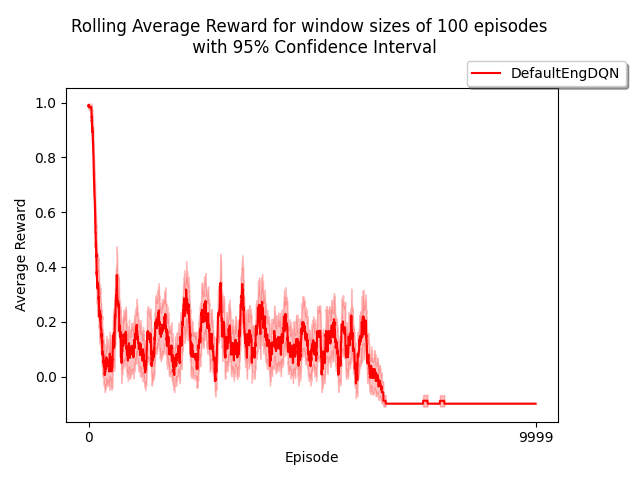 Rolling Average Reward for window sizes of 100 episodes
with 95% Confidence Interval
DefaultEngDQN
1.0
0.8
0.6
0.4
0.2
0.0
Average Reward
0
9999
Episode